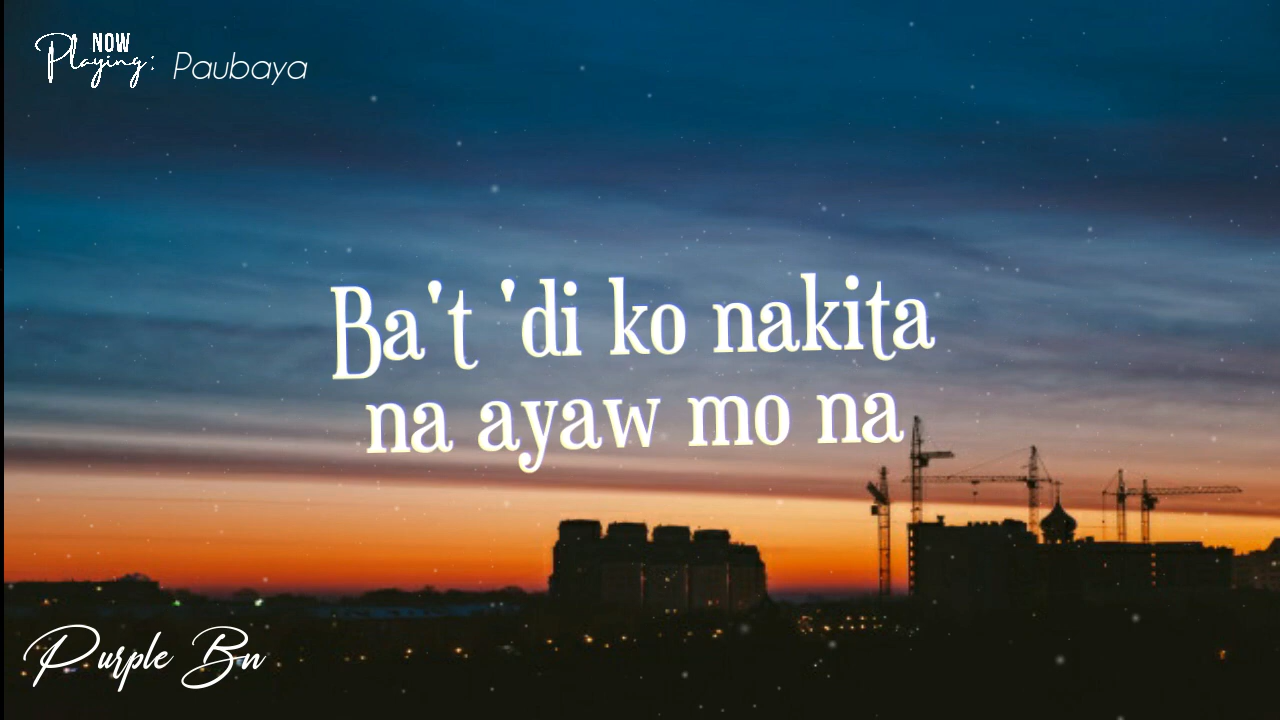 NOW
Playing: Paubaya
Ba't 'di ko nakita
na ayaw mo na
Purple Bn